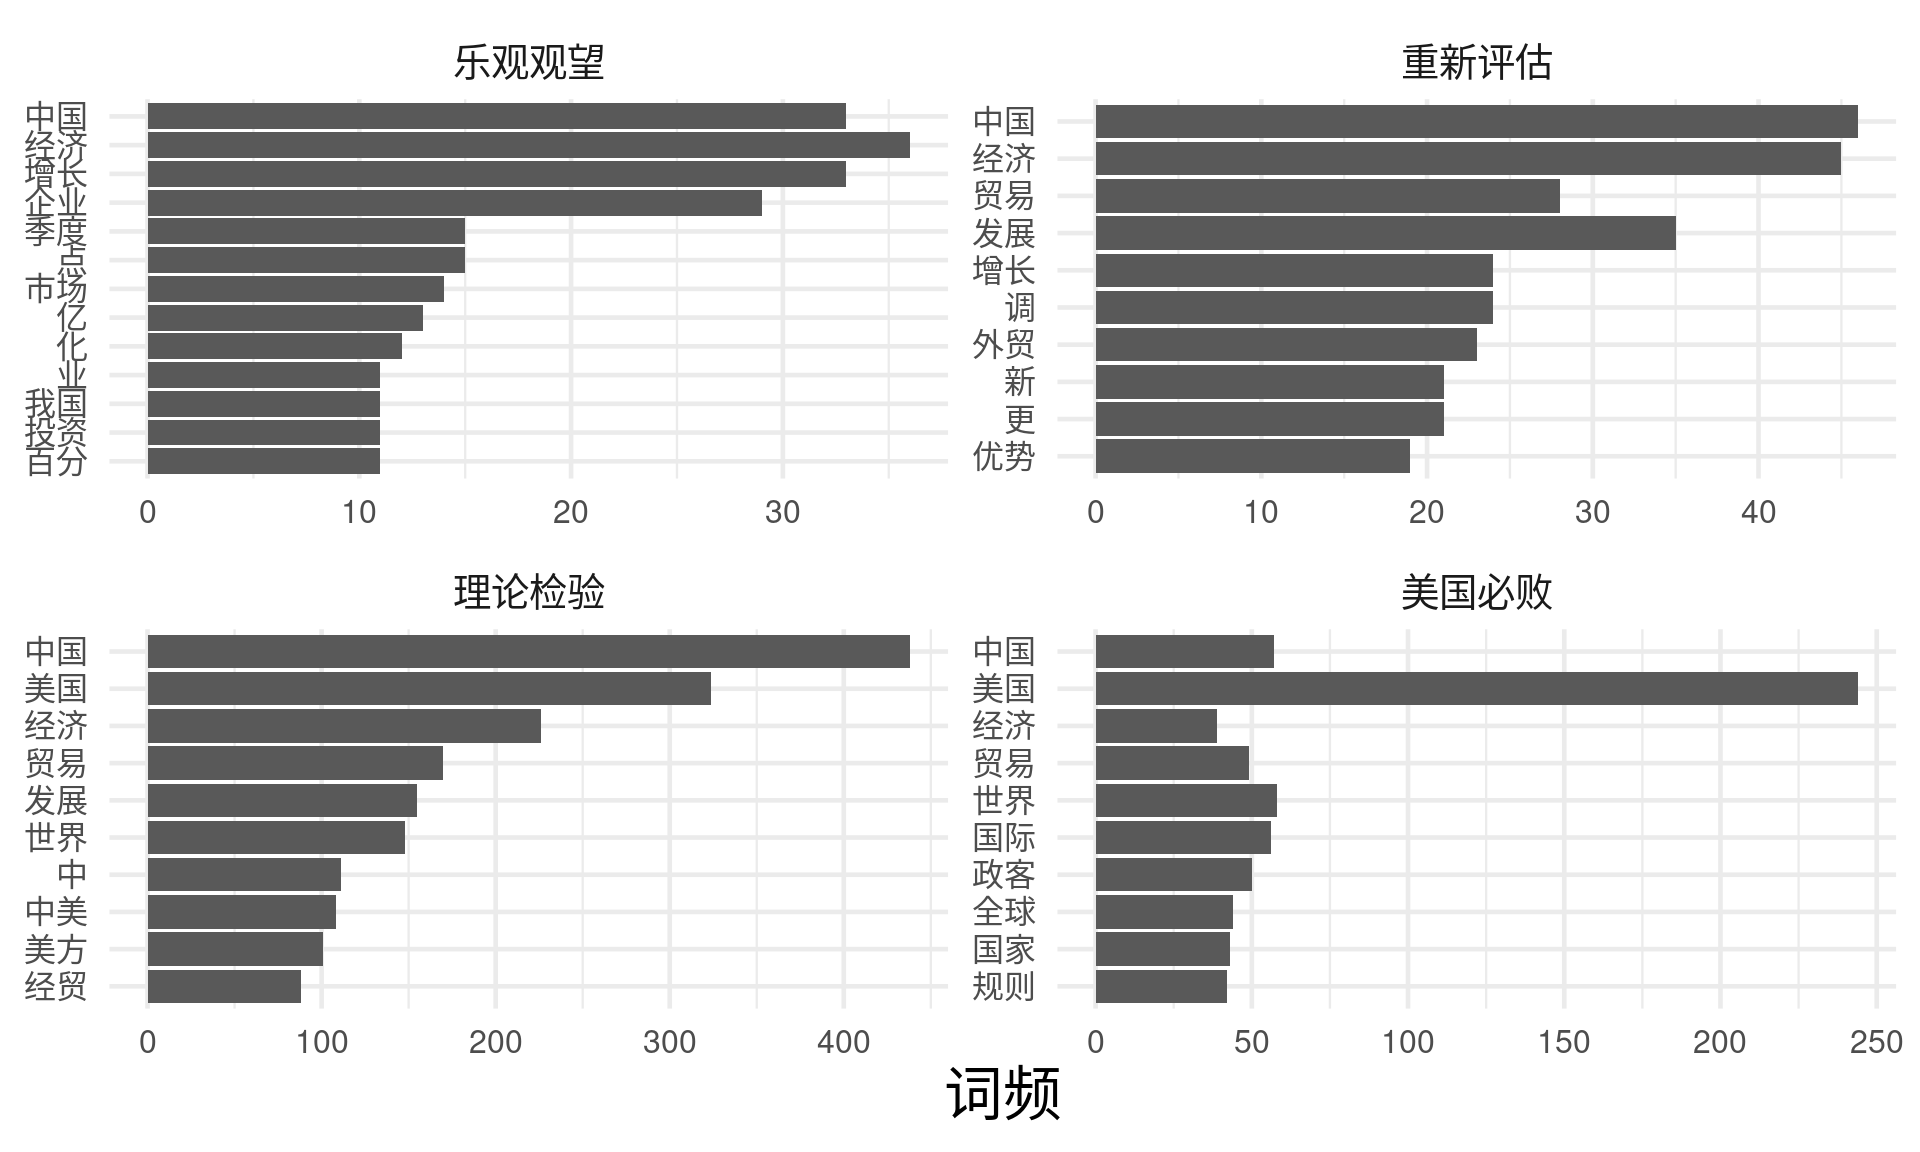 乐观观望
中国
经济
增长
企业
季度
点
市场
亿
化
业
我国
投资
百分
0 10 20 30
重新评估
中国
经济
贸易
发展
增长
调
外贸
新
更
优势
0 10 20 30 40
理论检验
中国
美国
经济
贸易
发展
世界
中
中美
美方
经贸
0 100 200 300 400
美国必败
中国
美国
经济
贸易
世界
国际
政客
全球
国家
规则
0 50 100 150 200 250
词频